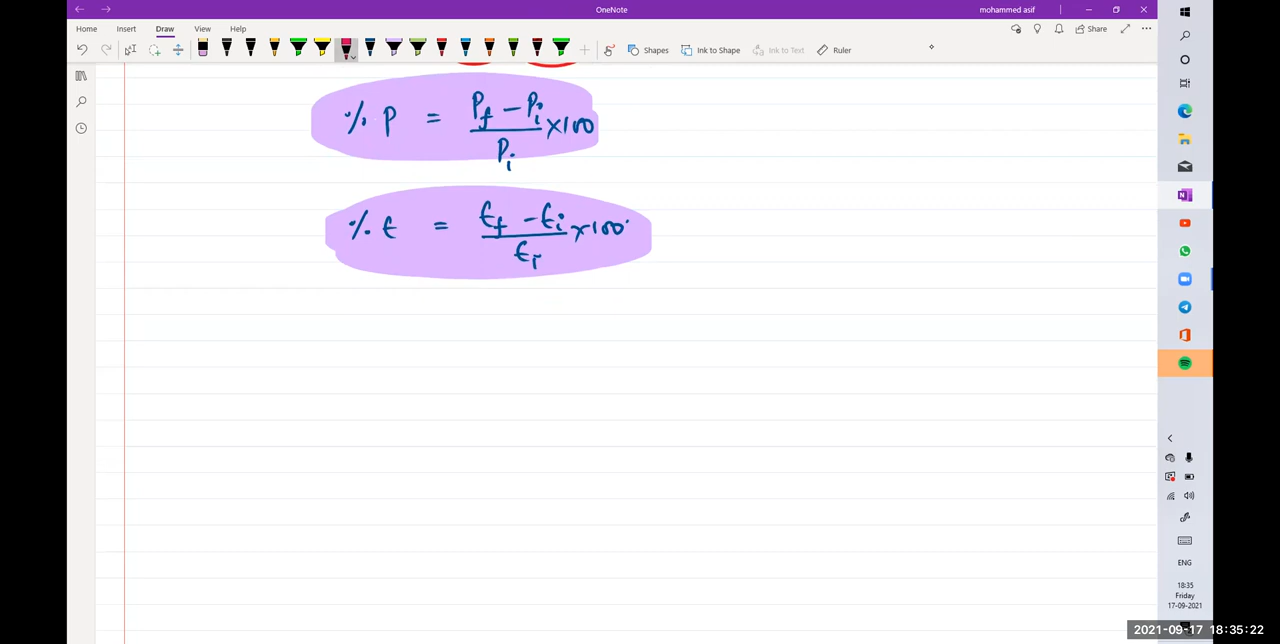 OneNote
mohammed asif
Home Insert Draw View Help
Share
Shapes Ink to Shape Ink to Text Ruler
% P = Pf - Pi / Pi × 100
% E = Ef - Ei / Ei × 100
ENG
18:35
Friday
17-09-2021
2021-09-17 18:35:22